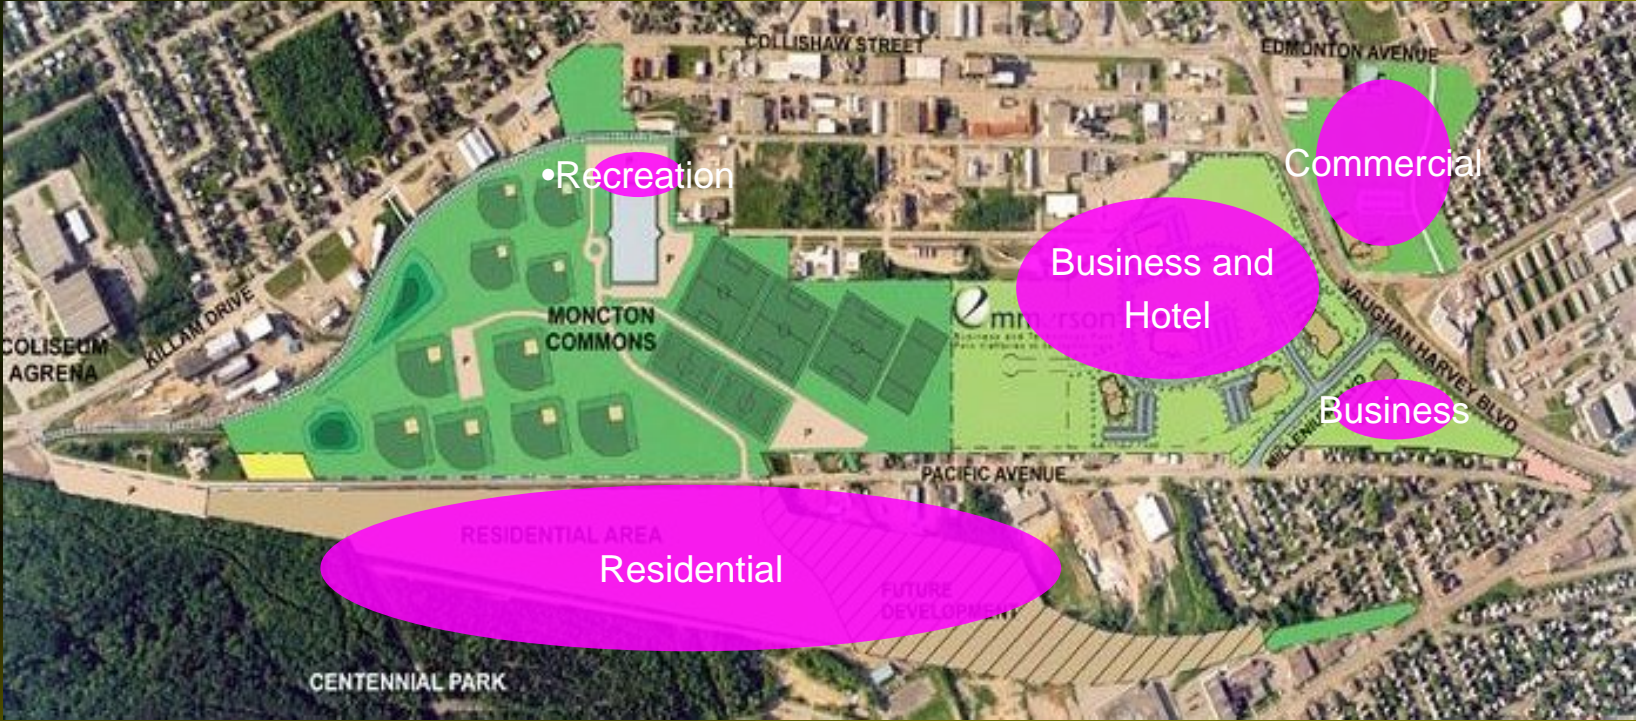 COLLISHAW STREET
EDMONTON AVENUE
•Recreation
Commercial
Business and
Hotel
KILLAM DRIVE
MONCTON
COMMONS
COLISEUM
AGRENA
VAUGHAN HARVEY BLVD
Business
PACIFIC AVENUE
RESIDENTIAL AREA
Residential
FUTURE
DEVELOPMENT
CENTENNIAL PARK
P
P
P
P